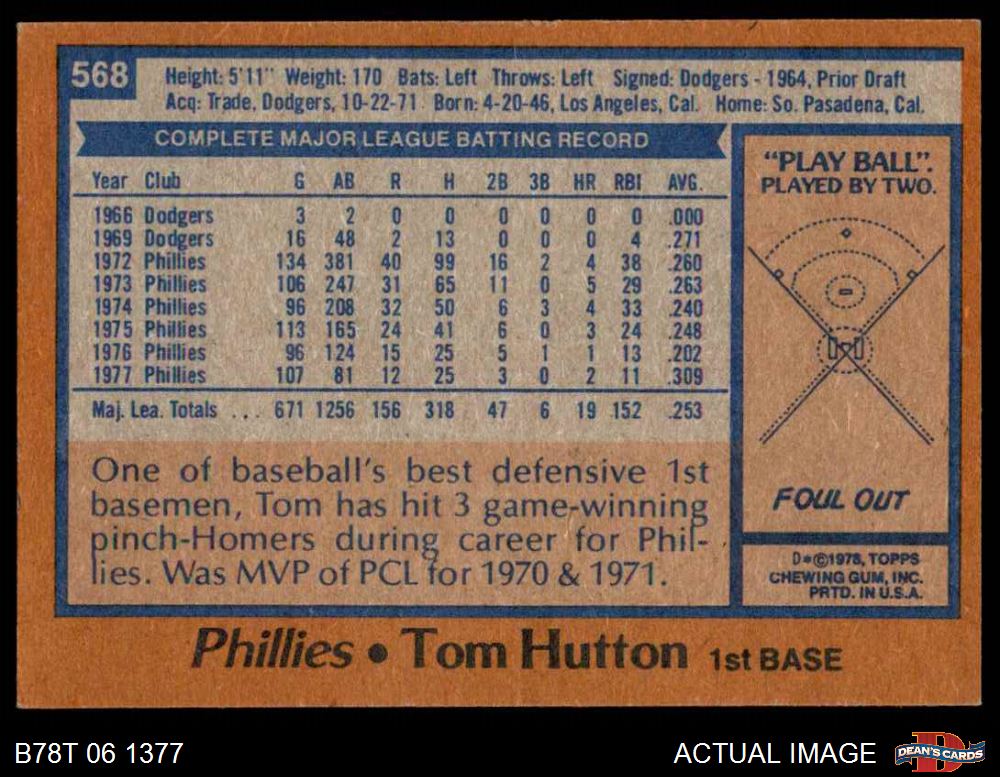 568
Height: 5'11" Weight: 170 Bats: Left Throws: Left Signed: Dodgers - 1964, Prior Draft
Acq: Trade, Dodgers, 10-22-71 Born: 4-20-46, Los Angeles, Cal. Home: So. Pasadena, Cal.
COMPLETE MAJOR LEAGUE BATTING RECORD
Year Club G AB R H 2B 3B HR RBI AVG.
1966 Dodgers 3 2 0 0 0 0 0 0 .000
1969 Dodgers 16 48 2 13 0 0 0 4 .271
1972 Phillies 134 381 40 99 16 2 4 38 .260
1973 Phillies 106 247 31 65 11 0 5 29 .263
1974 Phillies 96 208 32 50 6 3 4 33 .240
1975 Phillies 113 165 24 41 6 0 3 24 .248
1976 Phillies 96 124 15 25 5 1 1 13 .202
1977 Phillies 107 81 12 25 3 0 2 11 .309
Maj. Lea. Totals ... 671 1256 156 318 47 6 19 152 .253
One of baseball's best defensive 1st
basemen, Tom has hit 3 game-winning
pinch-Homers during career for Phil-
lies. Was MVP of PCL for 1970 & 1971.
"PLAY BALL".
PLAYED BY TWO.
FOUL OUT
D*©1978, TOPPS
CHEWING GUM, INC.
PRTD. IN U.S.A.
Phillies • Tom Hutton 1st BASE
B78T 06 1377
ACTUAL IMAGE
D
DEAN'S CARDS